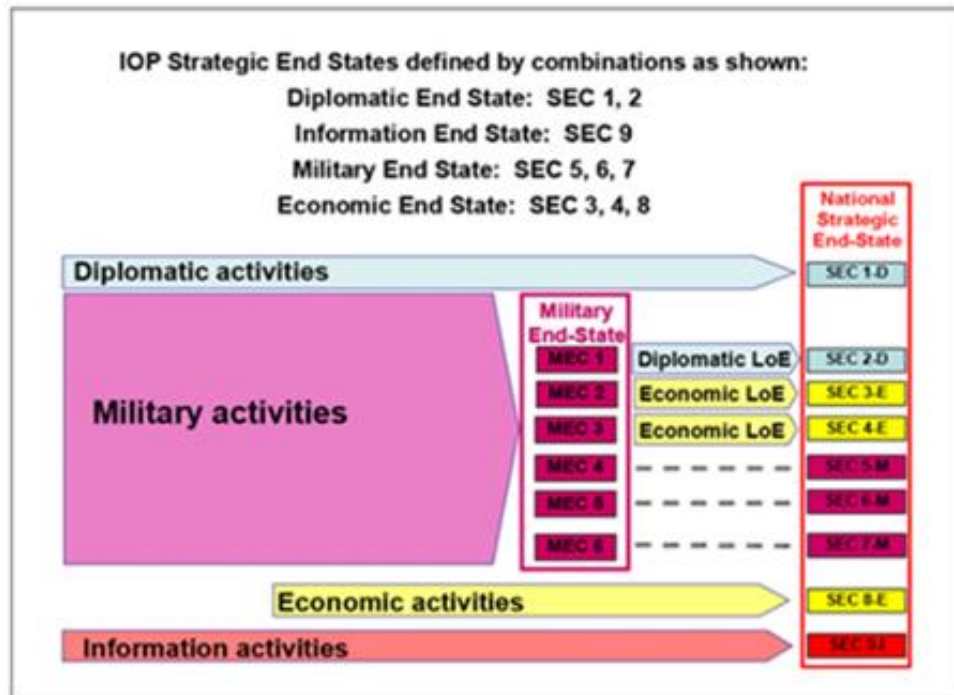 IOP Strategic End States defined by combinations as shown:
Diplomatic End State: SEC 1, 2
Information End State: SEC 9
Military End State: SEC 5, 6, 7
Economic End State: SEC 3, 4, 8
National
Strategic
End-State
Diplomatic activities
SEC 1-D
Military
End-State
MEC 1
Diplomatic LoE
SEC 2-D
Military activities
MEC 2
Economic LoE
SEC 3-E
MEC 3
Economic LoE
SEC 4-E
MEC 4
SEC 5-M
MEC 5
SEC 6-M
MEC 6
SEC 7-M
Economic activities
SEC 8-E
Information activities
SEC 9-I